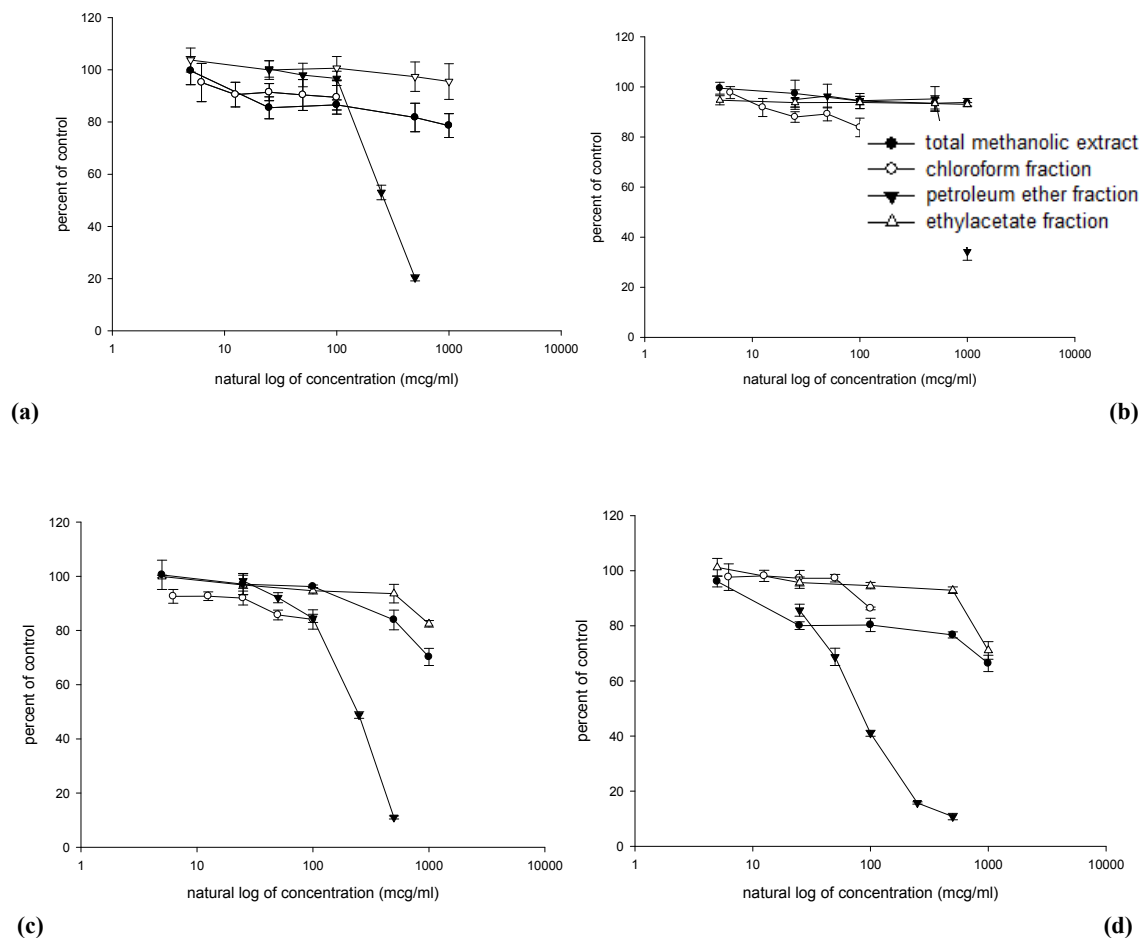 120
100
80
60
40
20
0
percent of control
1 10 100 1000 10000
natural log of concentration (mcg/ml)
(a)
120
100
80
60
40
20
0
percent of control
total methanolic extract
chloroform fraction
petroleum ether fraction
ethylacetate fraction
1 10 100 1000 10000
natural log of concentration (mcg/ml)
(b)
120
100
80
60
40
20
0
percent of control
1 10 100 1000 10000
natural log of concentration (mcg/ml)
(c)
120
100
80
60
40
20
0
percent of control
1 10 100 1000 10000
natural log of concentration (mcg/ml)
(d)